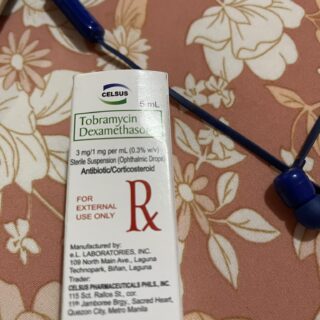 CELSUS
5 mL
Tobramycin
Dexamethaso
3 mg/1 mg per mL (0.3% w/v)
Sterile Suspension (Ophthalmic Drops)
Antibiotic/Corticosteroid
FOR
EXTERNAL
USE ONLY
Rx
Manufactured by:
e.L. LABORATORIES, INC.
109 North Main Ave., Laguna
Technopark, Biñan, Laguna
Trader:
CELSUS PHARMACEUTICALS PHILS., INC.
115 Sct. Rallos St., cor.
11th Jamboree Brgy., Sacred Heart,
Quezon City, Metro Manila